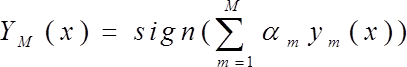 Y_M(x) = sign(∑_{m=1}^{M} α_m y_m(x))